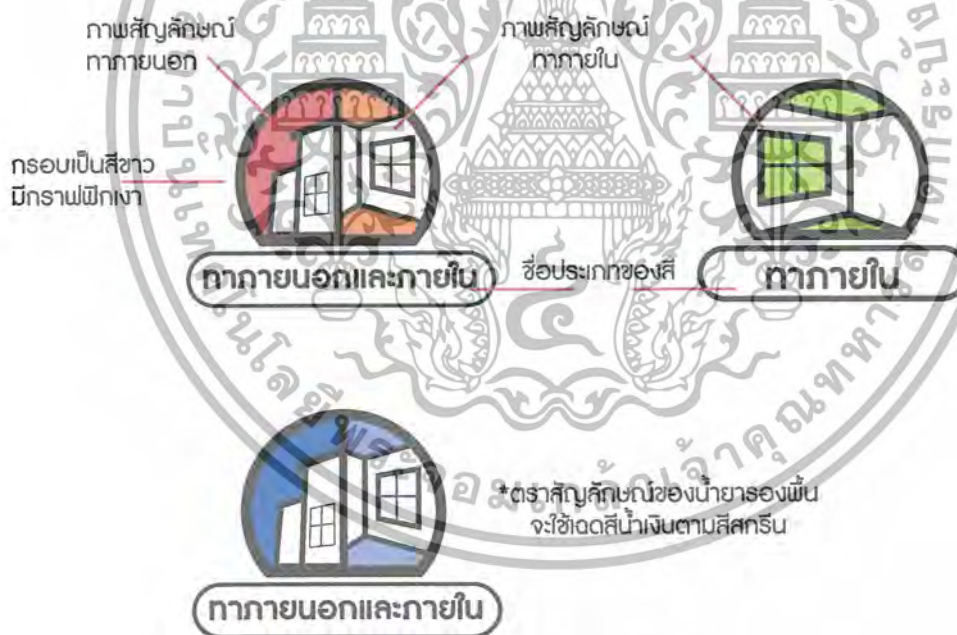 ภาพสัญลักษณ์
ทาภายนอก
ภาพสัญลักษณ์
ทาภายใน
กรอบเป็นสีขาว
มีกราฟฟิกเงา
ทาภายนอกและภายใน
ชื่อประเภทของสี
ทาภายใน
*ตราสัญลักษณ์ของน้ำยารองพื้น
จะใช้เฉดสีน้ำเงินตามสีสกรีน
ทาภายนอกและภายใน